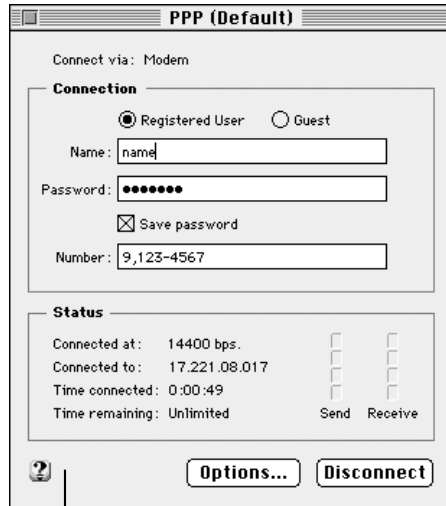 PPP (Default)
Connect via: Modem
Connection
Registered User Guest
Name: name
Password: •••••••
Save password
Number: 9,123-4567
Status
Connected at: 14400 bps.
Connected to: 17.221.08.017
Time connected: 0:00:49
Time remaining: Unlimited Send Receive
? Options... Disconnect